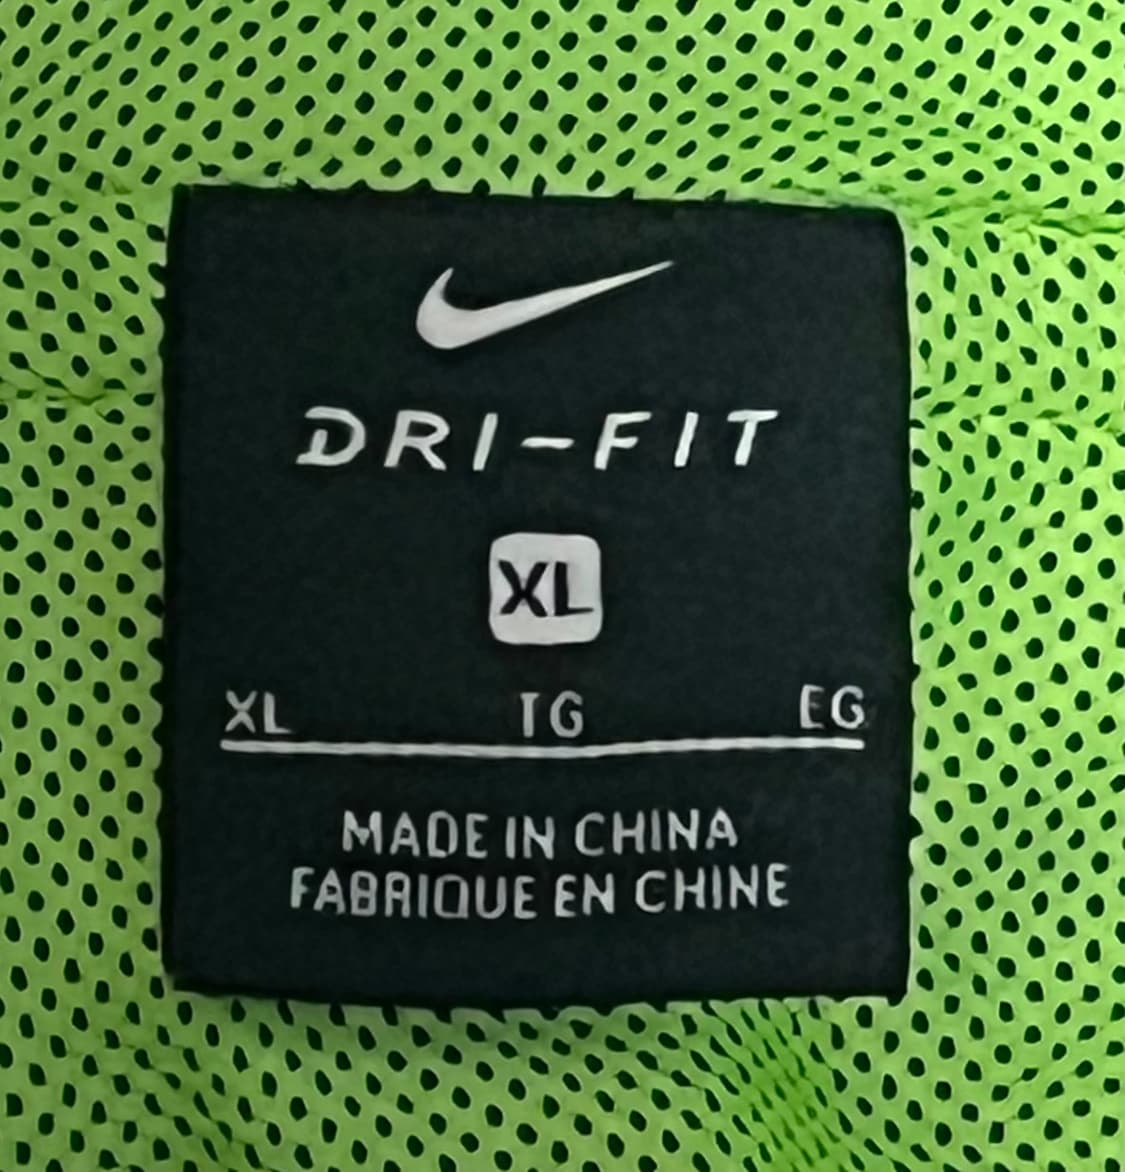 DRI-FIT
XL
XL TG EG
MADE IN CHINA
FABRIQUE EN CHINE